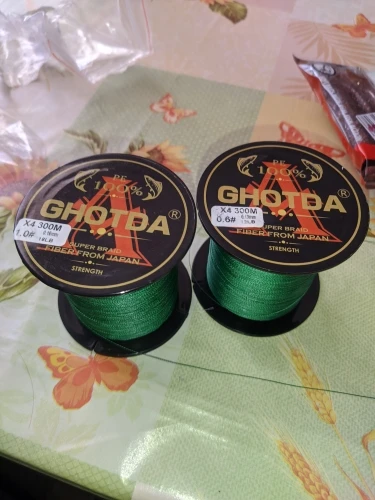 PE
100%
GHOTDA®
X4 300M
1.0#
18LB
SUPER BRAID
FIBER FROM JAPAN
STRENGTH
PE
100%
GHOTDA®
X4 300M
0.6#
SUPER BRAID
FIBER FROM JAPAN
STRENGTH